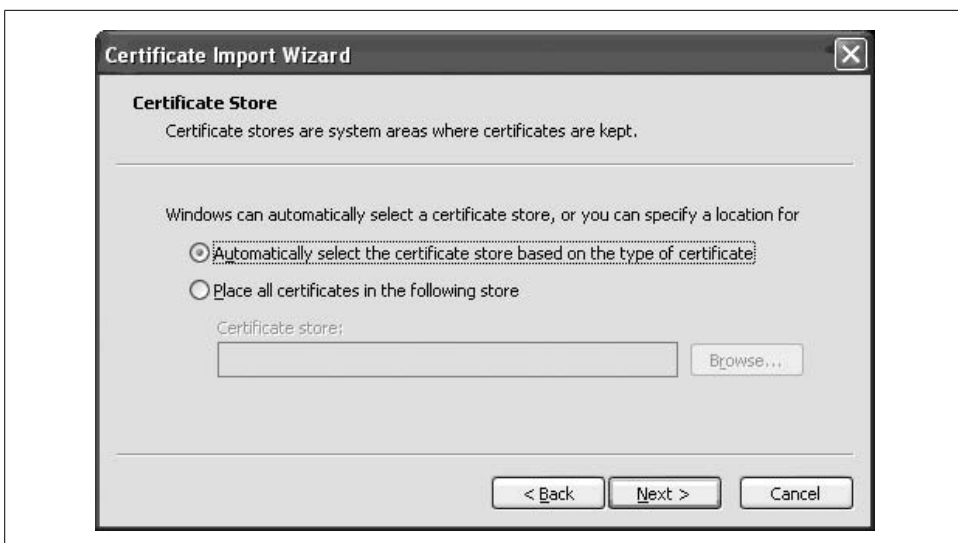 Certificate Import Wizard
Certificate Store
Certificate stores are system areas where certificates are kept.
Windows can automatically select a certificate store, or you can specify a location for
Automatically select the certificate store based on the type of certificate
Place all certificates in the following store
Certificate store:
Browse...
< Back
Next >
Cancel